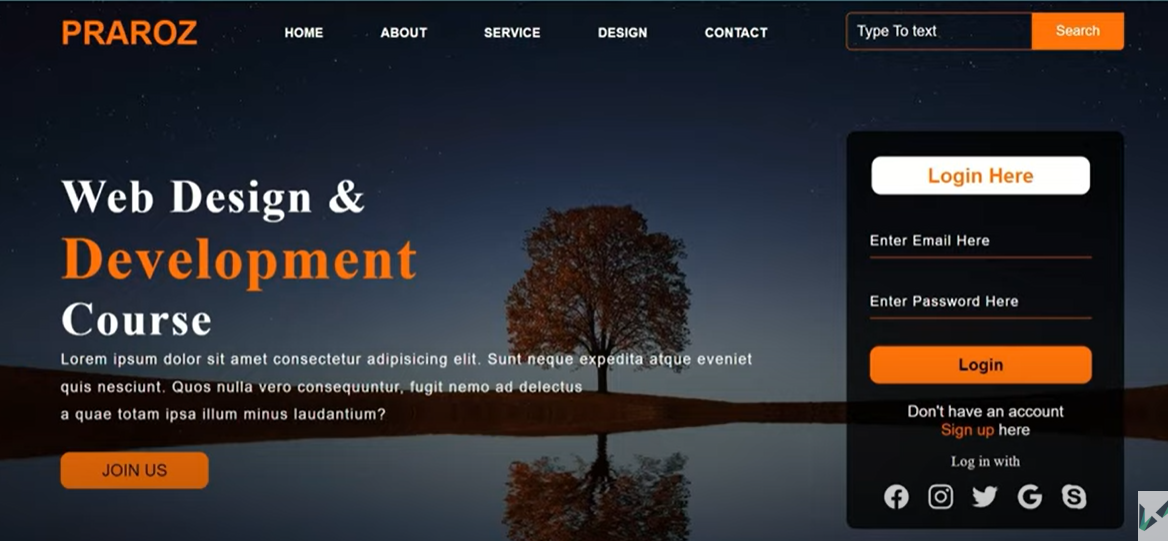 PRAROZ
HOME
ABOUT
SERVICE
DESIGN
CONTACT
Type To text
Search
Web Design &
Development
Course
Lorem ipsum dolor sit amet consectetur adipisicing elit. Sunt neque expedita atque eveniet
quis nesciunt. Quos nulla vero consequuntur, fugit nemo ad delectus
a quae totam ipsa illum minus laudantium?
JOIN US
Login Here
Enter Email Here
Enter Password Here
Login
Don't have an account
Sign up here
Log in with